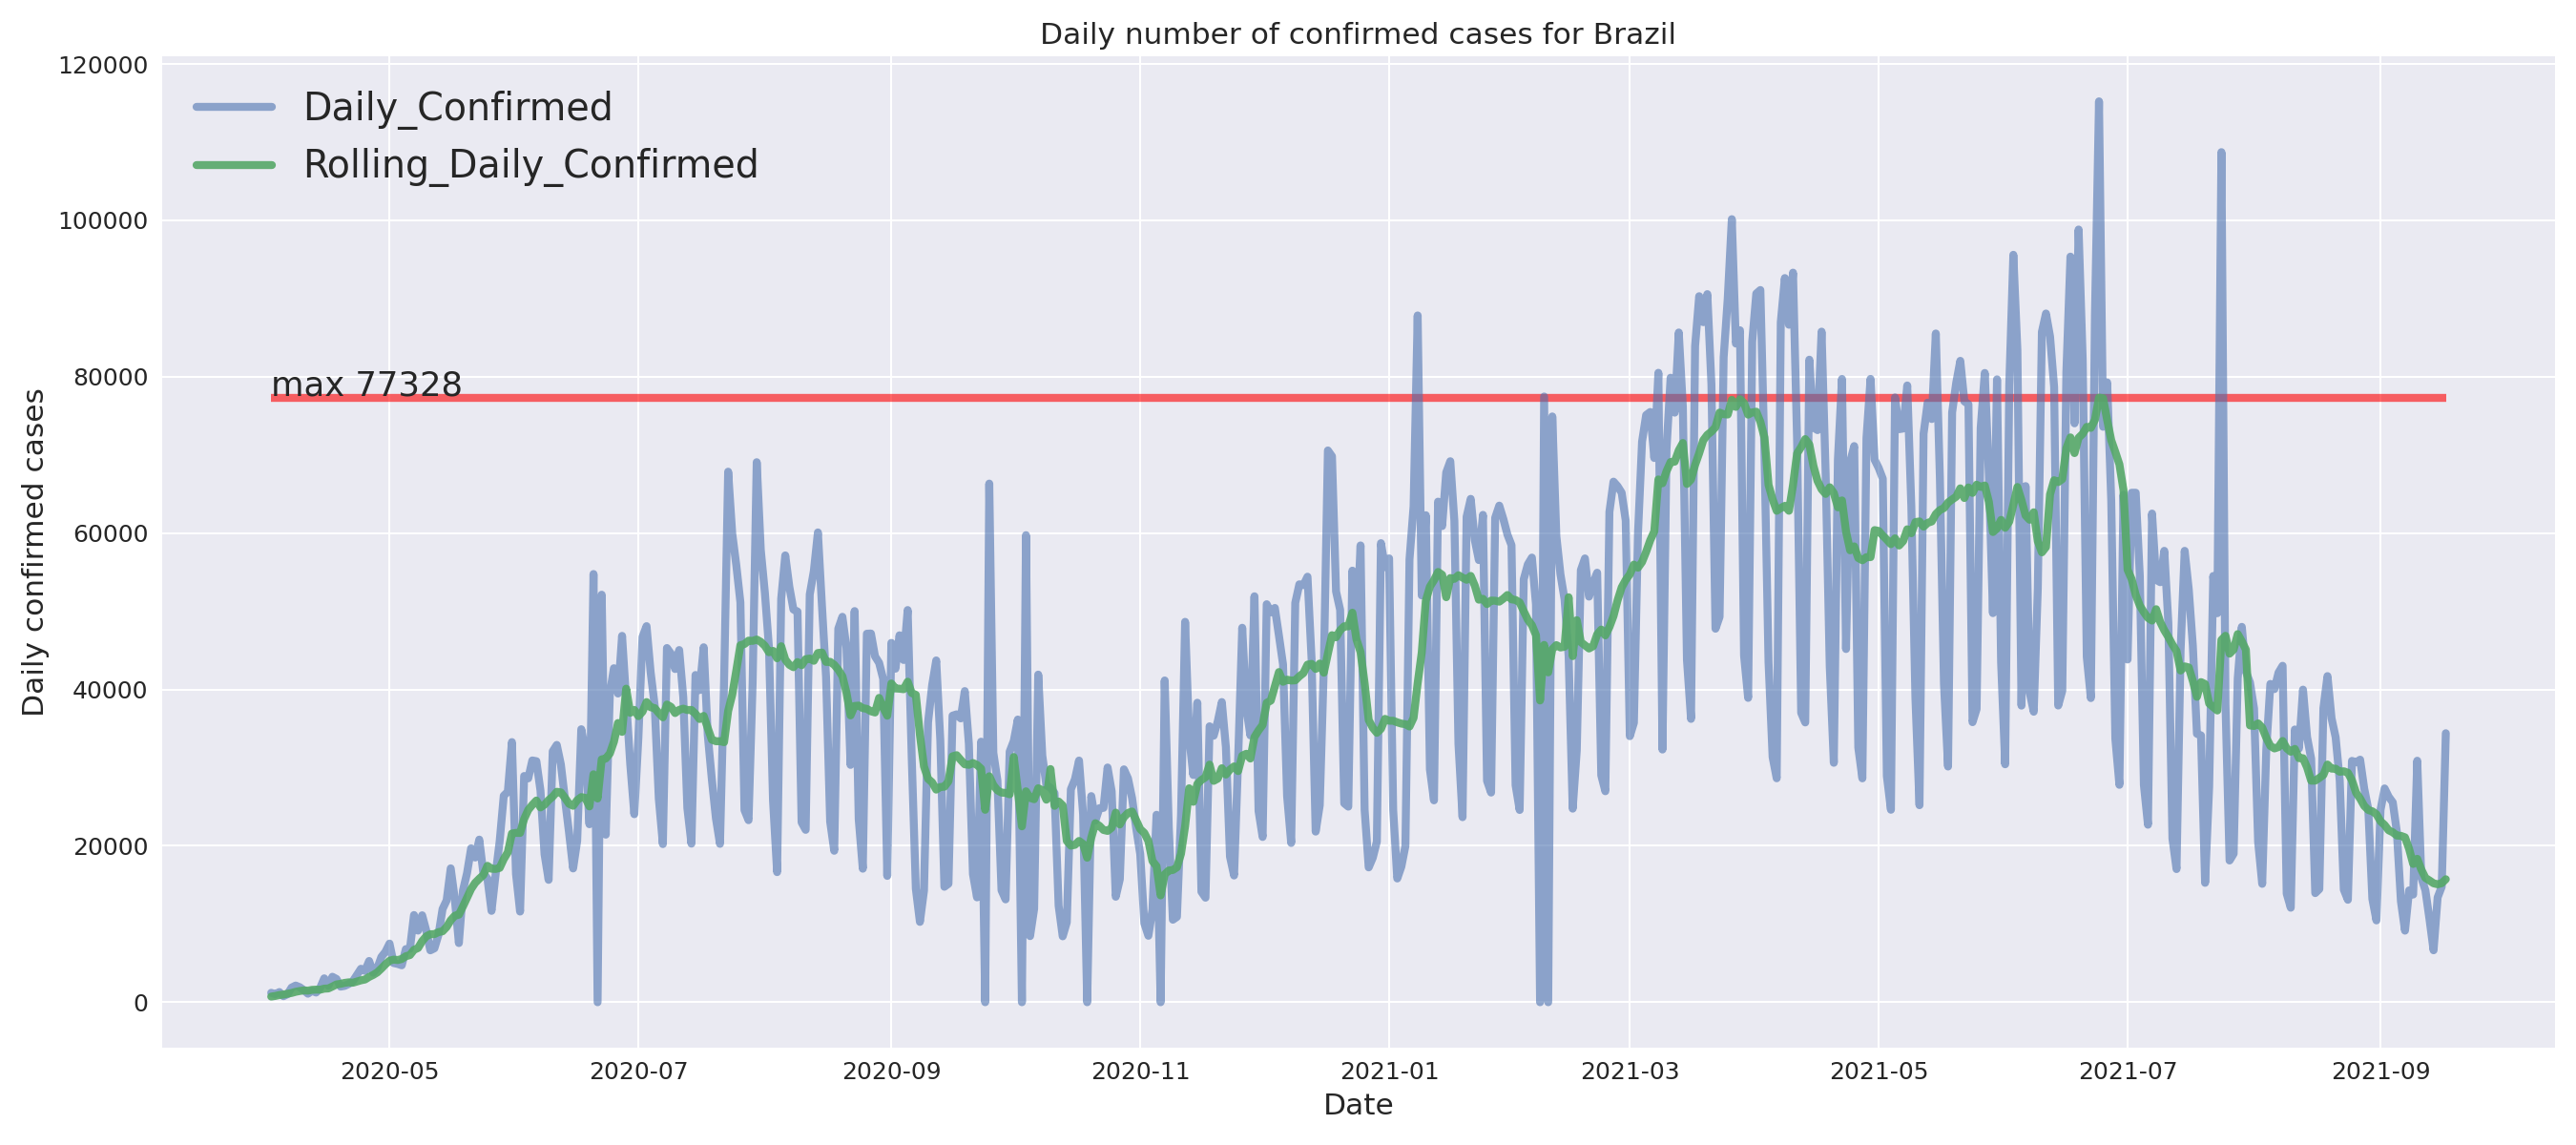 Daily number of confirmed cases for Brazil
Daily_Confirmed
Rolling_Daily_Confirmed
max 77328
Daily confirmed cases
120000
100000
80000
60000
40000
20000
0
2020-05 2020-07 2020-09 2020-11 2021-01 2021-03 2021-05 2021-07 2021-09
Date